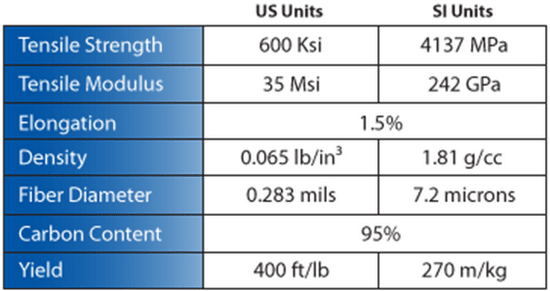 US Units SI Units
Tensile Strength 600 Ksi 4137 MPa
Tensile Modulus 35 Msi 242 GPa
Elongation 1.5%
Density 0.065 lb/in³ 1.81 g/cc
Fiber Diameter 0.283 mils 7.2 microns
Carbon Content 95%
Yield 400 ft/lb 270 m/kg